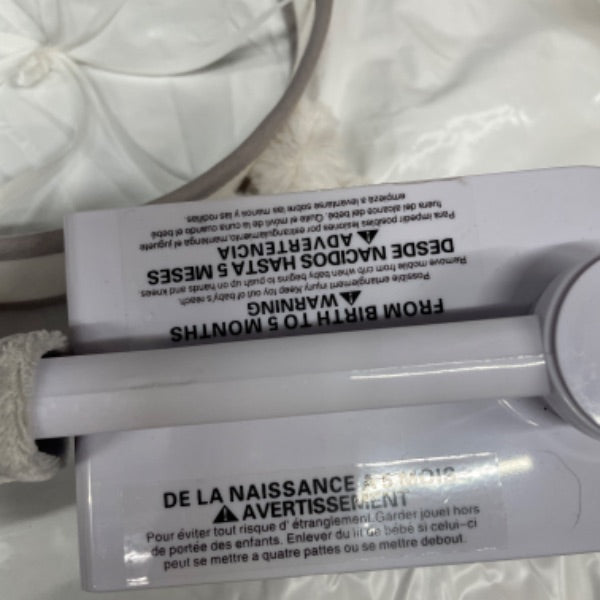 FROM BIRTH TO 5 MONTHS
⚠ WARNING
Possible entanglement injury.Keep toy out of baby's reach.
Remove mobile from crib when baby begins to push up on hands and knees
DESDE NACIDOS HASTA 5 MESES
⚠ ADVERTENCIA
Para impedir posibles lesiones por estrangulamiento, mantenga el juguete
fuera del alcance del bebé. Quite el móvil de la cuna cuando el bebé
empieza a levantarse sobre las manos y las rodillas.
DE LA NAISSANCE A 5 MOIS
⚠ AVERTISSEMENT
Pour éviter tout risque d' étranglement.Garder jouel hors
de portée des enfants. Enlever du lit de bébé si celui-ci
peut se mettre a quatre pattes ou se mettre debout.